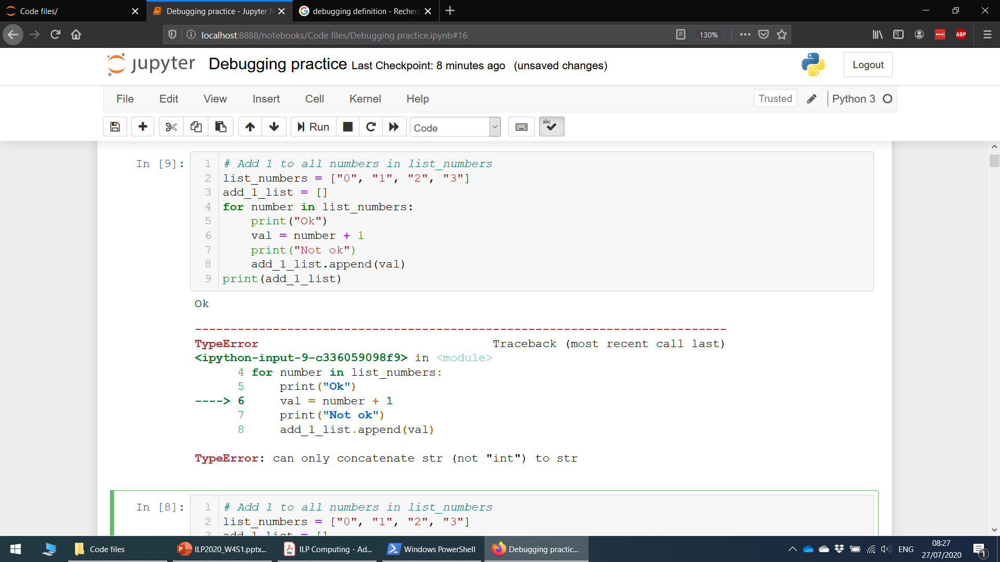 Code files/
Debugging practice - Jupyter N
debugging definition - Recherc
localhost:8888/notebooks/Code files/Debugging practice.ipynb#16
130%
ABP
jupyter Debugging practice Last Checkpoint: 8 minutes ago (unsaved changes)
Logout
File Edit View Insert Cell Kernel Help
Trusted
Python 3
Run
Code
abc
In [9]:
1 # Add 1 to all numbers in list_numbers
2 list_numbers = ["0", "1", "2", "3"]
3 add_1_list = []
4 for number in list_numbers:
5     print("Ok")
6     val = number + 1
7     print("Not ok")
8     add_1_list.append(val)
9 print(add_1_list)
Ok
---------------------------------------------------------------------------
TypeError Traceback (most recent call last)
<ipython-input-9-c336059098f9> in <module>
4 for number in list_numbers:
5     print("Ok")
----> 6     val = number + 1
7     print("Not ok")
8     add_1_list.append(val)
TypeError: can only concatenate str (not "int") to str
In [8]:
1 # Add 1 to all numbers in list_numbers
2 list_numbers = ["0", "1", "2", "3"]
3 add_1_list = []
Code files
ILP2020_W4S1.pptx...
ILP Computing - Ad...
Windows PowerShell
Debugging practic...
ENG
08:27
27/07/2020
1